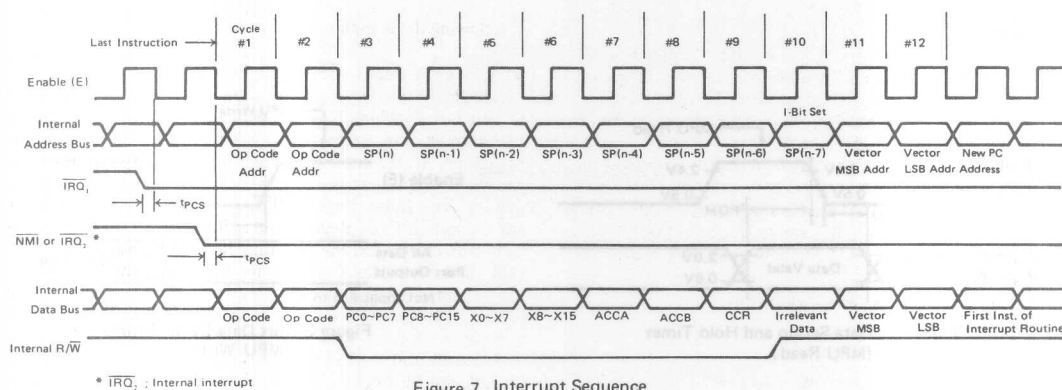 Cycle
Last Instruction #1 #2 #3 #4 #5 #6 #7 #8 #9 #10 #11 #12
Enable (E)
I-Bit Set
Internal
Address Bus
Op Code Op Code SP(n) SP(n-1) SP(n-2) SP(n-3) SP(n-4) SP(n-5) SP(n-6) SP(n-7) Vector Vector New PC
Addr Addr MSB Addr LSB Addr Address
IRQ₁
tPCS
NMI or IRQ₂ *
tPCS
Internal
Data Bus
Op Code Op Code PC0~PC7 PC8~PC15 X0~X7 X8~X15 ACCA ACCB CCR Irrelevant Vector Vector First Inst. of
Data MSB LSB Interrupt Routine
Internal R/W
* IRQ₂ ; Internal interrupt
Figure 7 Interrupt Sequence